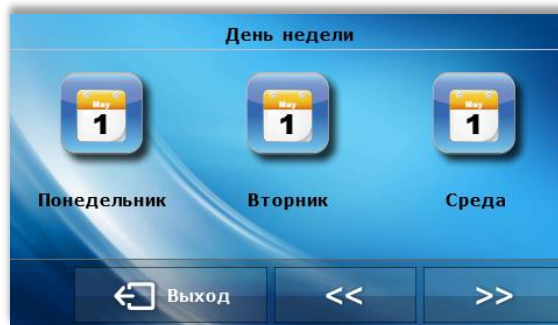 День недели
May May May
1 1 1
Понедельник Вторник Среда
Выход << >>